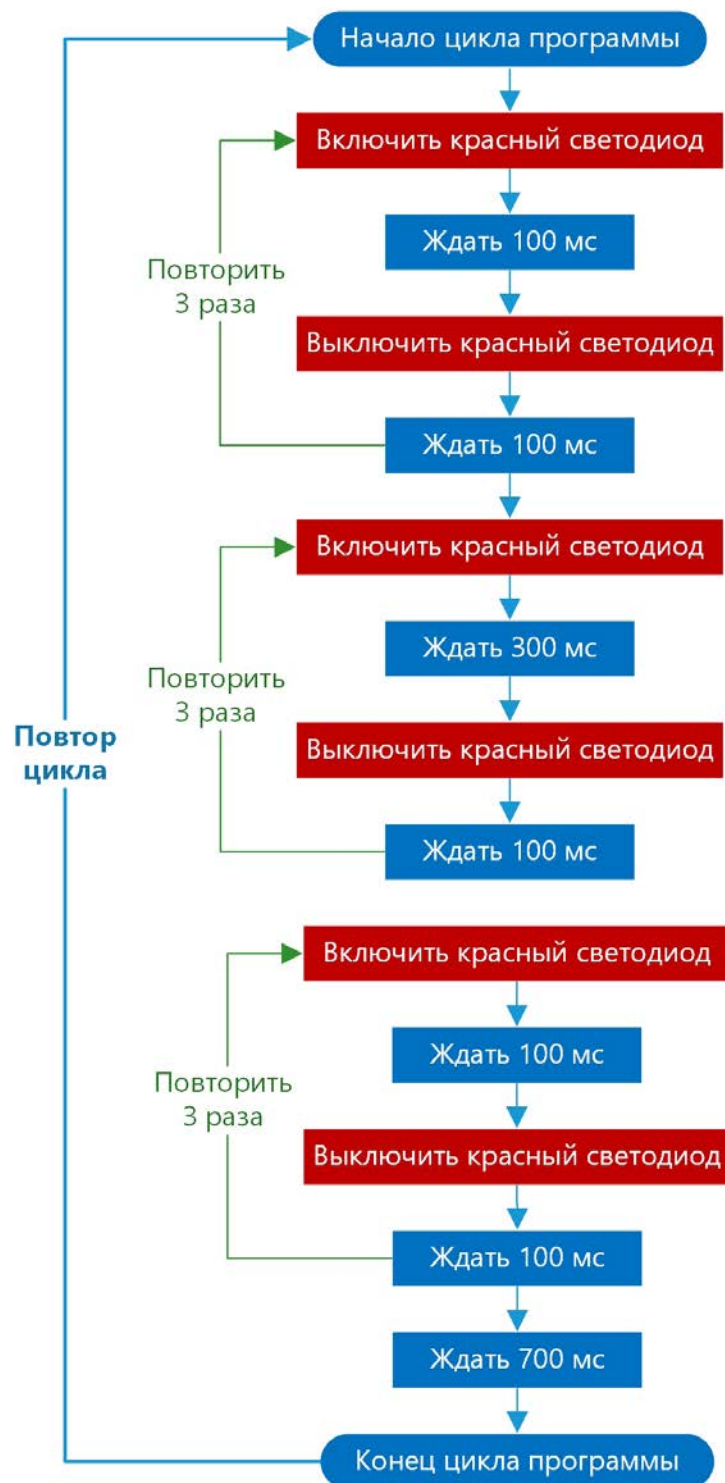 Начало цикла программы
Включить красный светодиод
Ждать 100 мс
Повторить
3 раза
Выключить красный светодиод
Ждать 100 мс
Включить красный светодиод
Ждать 300 мс
Повторить
3 раза
Повтор
цикла
Выключить красный светодиод
Ждать 100 мс
Включить красный светодиод
Ждать 100 мс
Повторить
3 раза
Выключить красный светодиод
Ждать 100 мс
Ждать 700 мс
Конец цикла программы